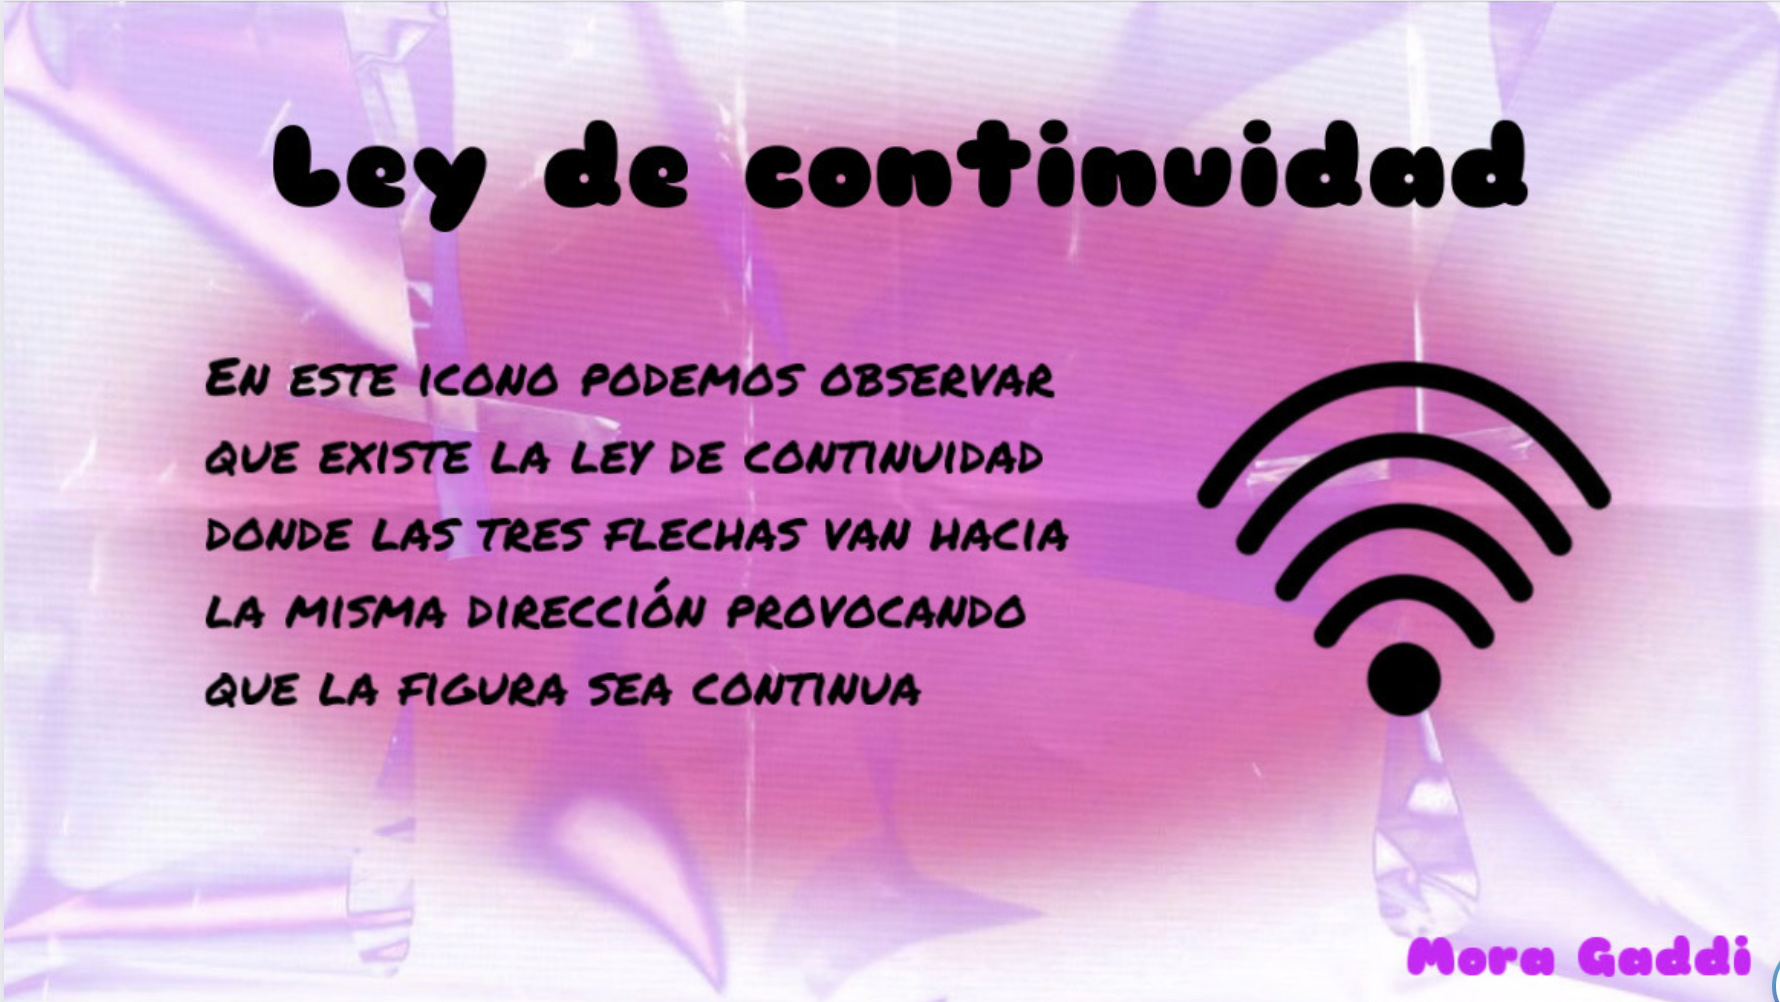 Ley de continuidad
En este icono podemos observar
que existe la ley de continuidad
donde las tres flechas van hacia
la misma dirección provocando
que la figura sea continua
Mora Gaddi